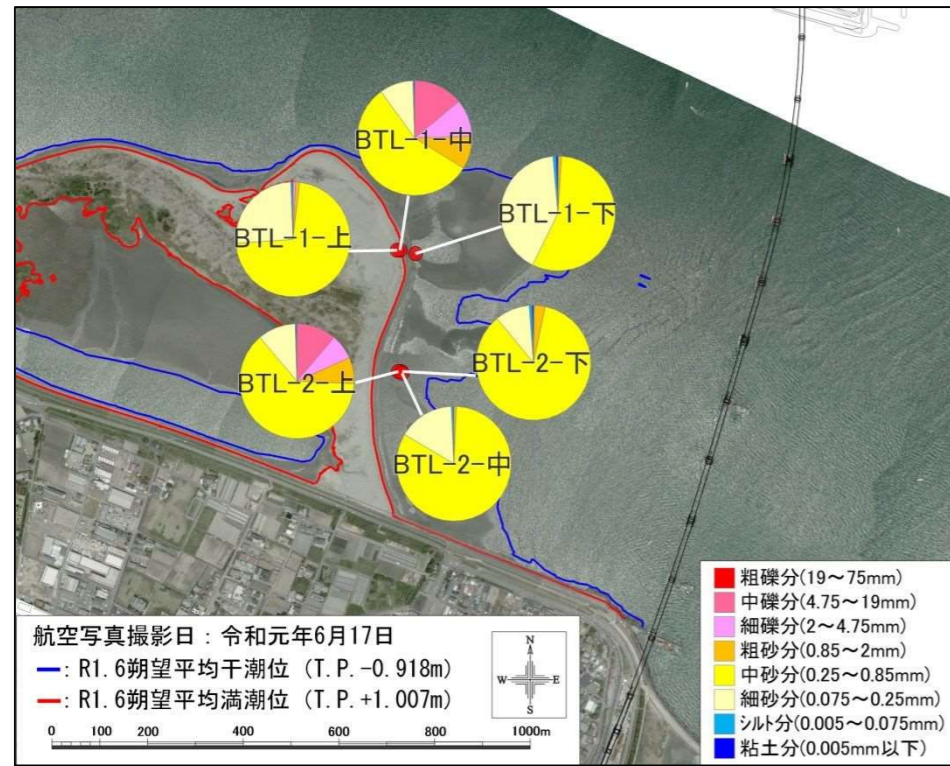 BTL-1-中
BTL-1-下
BTL-1-上
BTL-2-下
BTL-2-上
BTL-2-中
航空写真撮影日：令和元年6月17日
: R1.6朔望平均干潮位 (T.P.-0.918m)
: R1.6朔望平均満潮位 (T.P.+1.007m)
N
W E
S
0 200 400 600 800 1000m
粗礫分(19～75mm)
中礫分(4.75～19mm)
細礫分(2～4.75mm)
粗砂分(0.85～2mm)
中砂分(0.25～0.85mm)
細砂分(0.075～0.25mm)
シルト分(0.005～0.075mm)
粘土分(0.005mm以下)